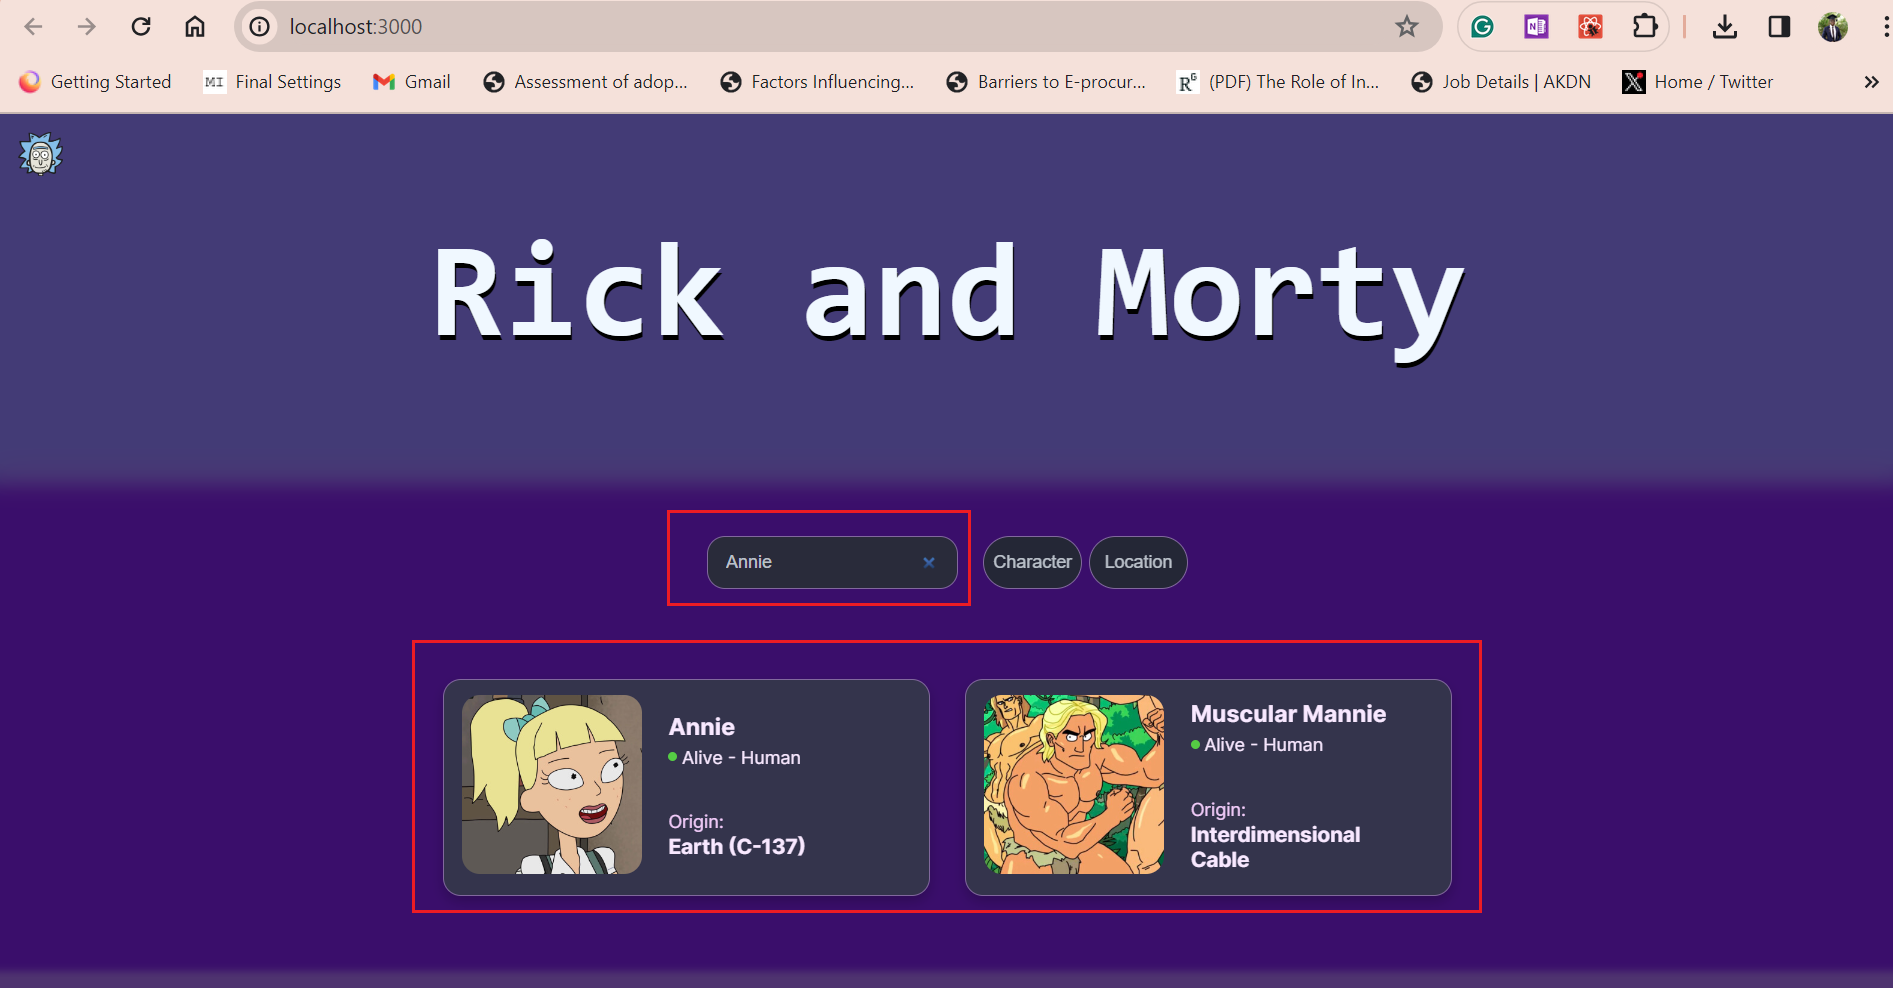 localhost:3000
Getting Started
MI Final Settings
Gmail
Assessment of adop...
Factors Influencing...
Barriers to E-procur...
RG (PDF) The Role of In...
Job Details | AKDN
Home / Twitter
Rick and Morty
Annie
Character
Location
Annie
Alive - Human
Origin:
Earth (C-137)
Muscular Mannie
Alive - Human
Origin:
Interdimensional
Cable